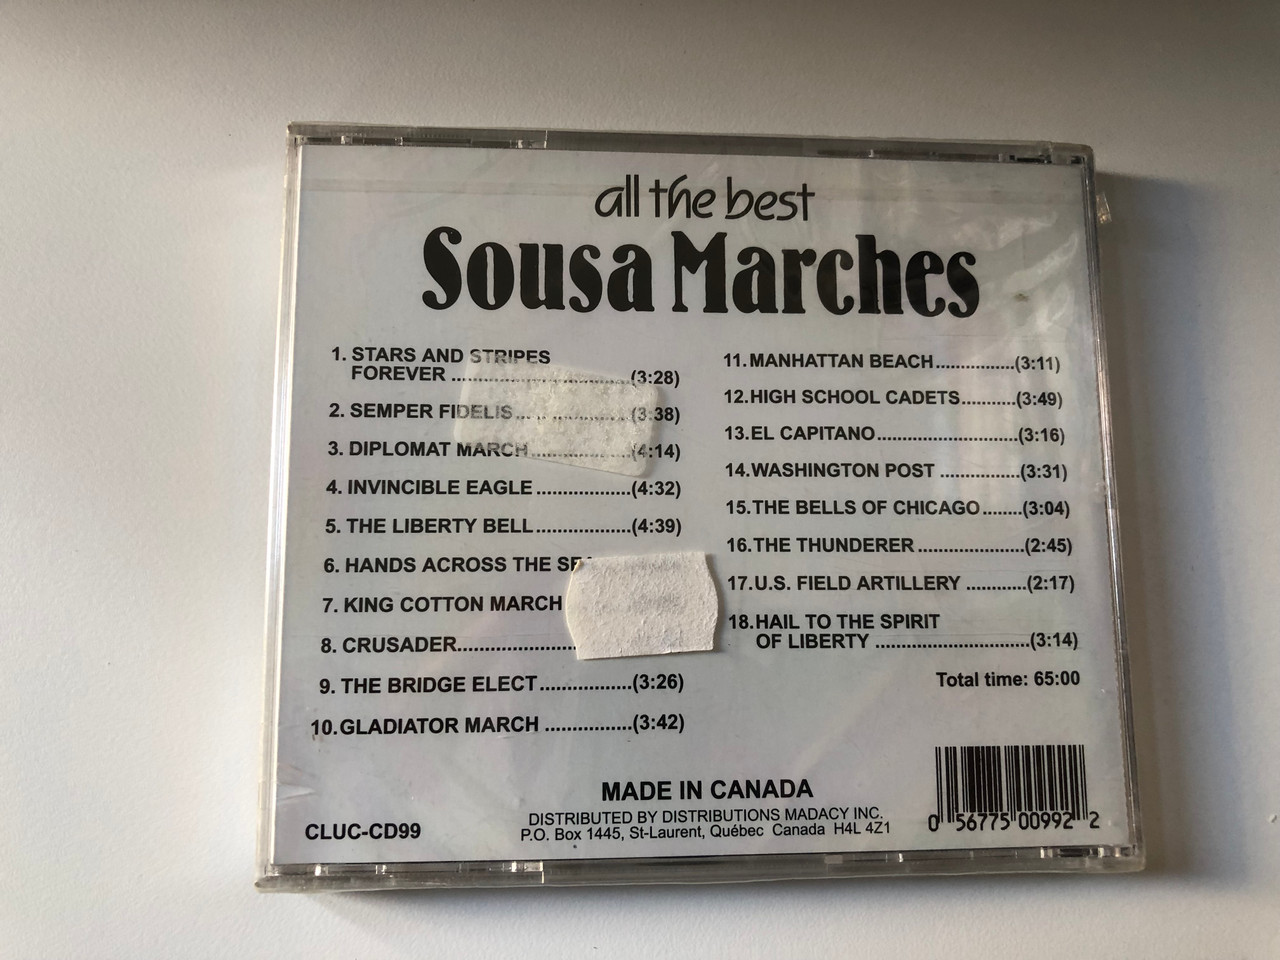 all the best
Sousa Marches
1. STARS AND STRIPES
FOREVER ..............................(3:28)
2. SEMPER FIDELIS.................(3:38)
3. DIPLOMAT MARCH.................(4:14)
4. INVINCIBLE EAGLE.................(4:32)
5. THE LIBERTY BELL.................(4:39)
6. HANDS ACROSS THE
7. KING COTTON MARCH
8. CRUSADER.....................
9. THE BRIDGE ELECT.................(3:26)
10. GLADIATOR MARCH ................(3:42)
11. MANHATTAN BEACH...............(3:11)
12. HIGH SCHOOL CADETS..........(3:49)
13. EL CAPITANO..........................(3:16)
14. WASHINGTON POST ...............(3:31)
15. THE BELLS OF CHICAGO.......(3:04)
16. THE THUNDERER....................(2:45)
17. U.S. FIELD ARTILLERY ...........(2:17)
18. HAIL TO THE SPIRIT
OF LIBERTY ............................(3:14)
Total time: 65:00
MADE IN CANADA
DISTRIBUTED BY DISTRIBUTIONS MADACY INC.
P.O. Box 1445, St-Laurent, Québec Canada H4L 4Z1
CLUC-CD99
0 56775 00992 2